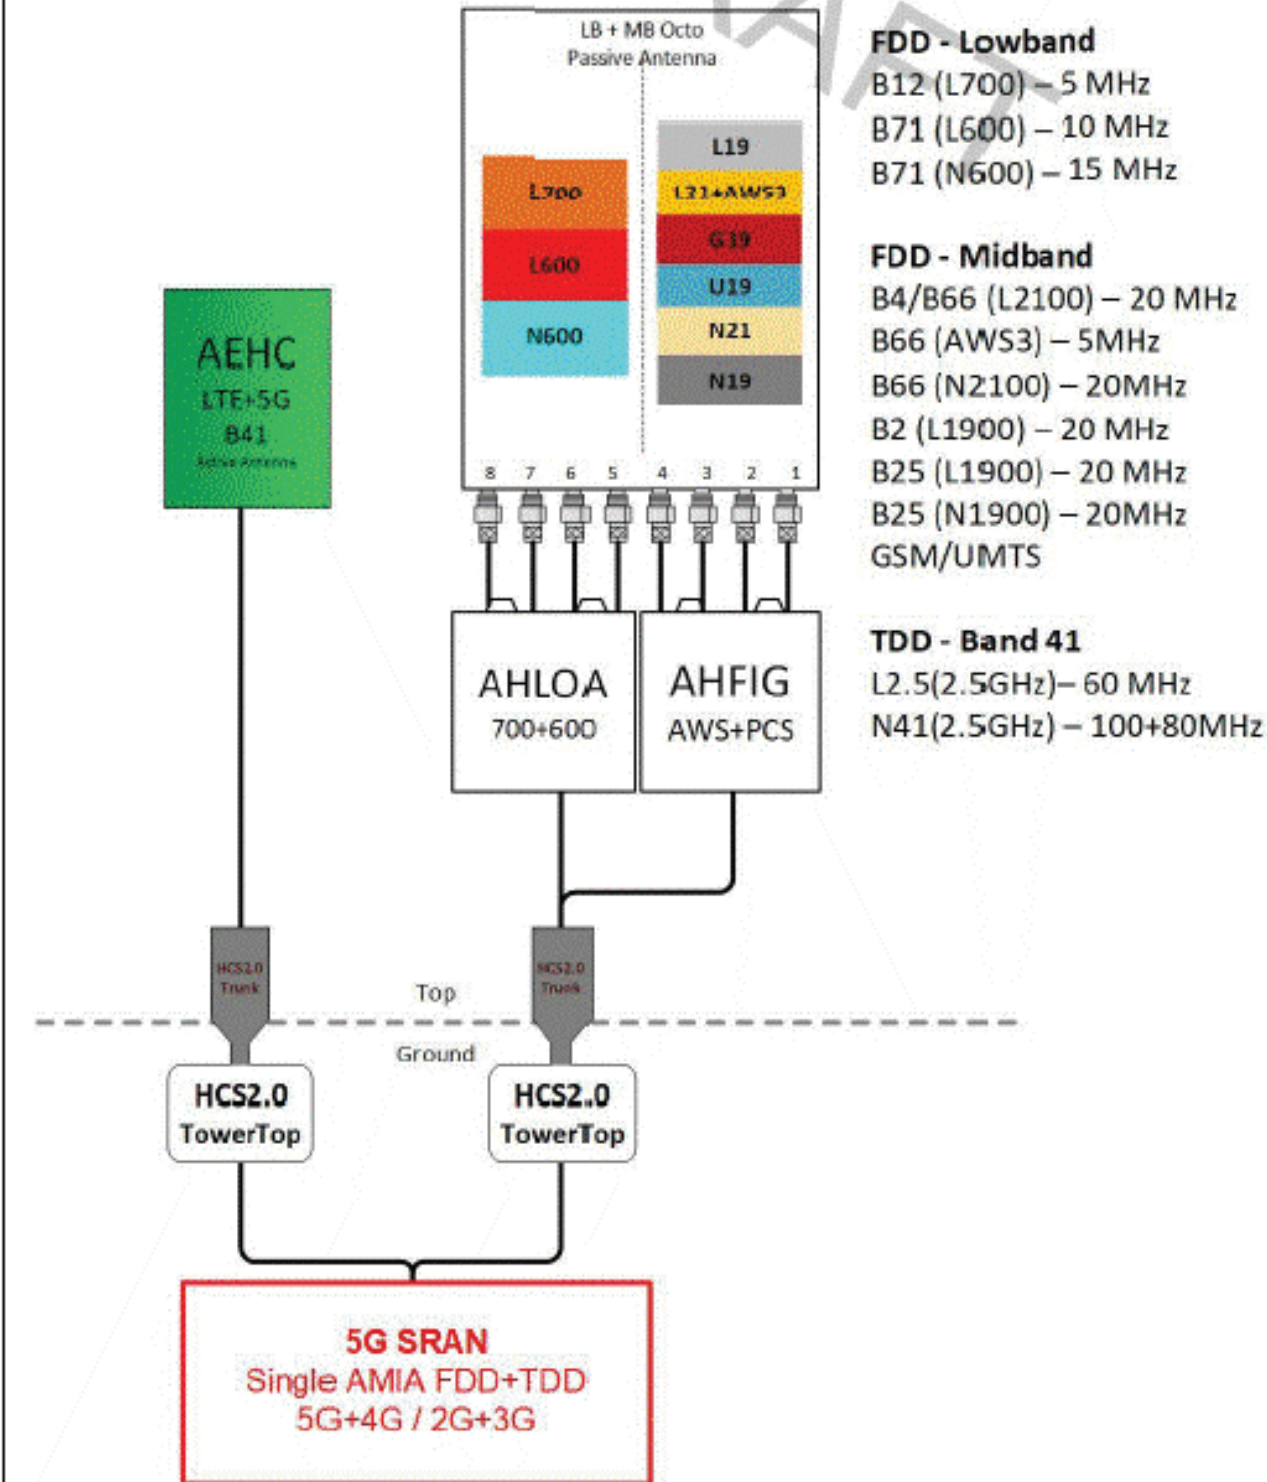 LB + MB Octo
Passive Antenna
L700
L600
N600
L19
L21+AWS3
G19
U19
N21
N19
8 7 6 5 4 3 2 1
AEHC
LTE+5G
B41
Active Antenna
AHLOA
700+600
AHFIG
AWS+PCS
HCS2.0
Trunk
HCS2.0
Trunk
Top
Ground
HCS2.0
TowerTop
HCS2.0
TowerTop
5G SRAN
Single AMIA FDD+TDD
5G+4G / 2G+3G
FDD - Lowband
B12 (L700) – 5 MHz
B71 (L600) – 10 MHz
B71 (N600) – 15 MHz
FDD - Midband
B4/B66 (L2100) – 20 MHz
B66 (AWS3) – 5MHz
B66 (N2100) – 20MHz
B2 (L1900) – 20 MHz
B25 (L1900) – 20 MHz
B25 (N1900) – 20MHz
GSM/UMTS
TDD - Band 41
L2.5(2.5GHz)– 60 MHz
N41(2.5GHz) – 100+80MHz